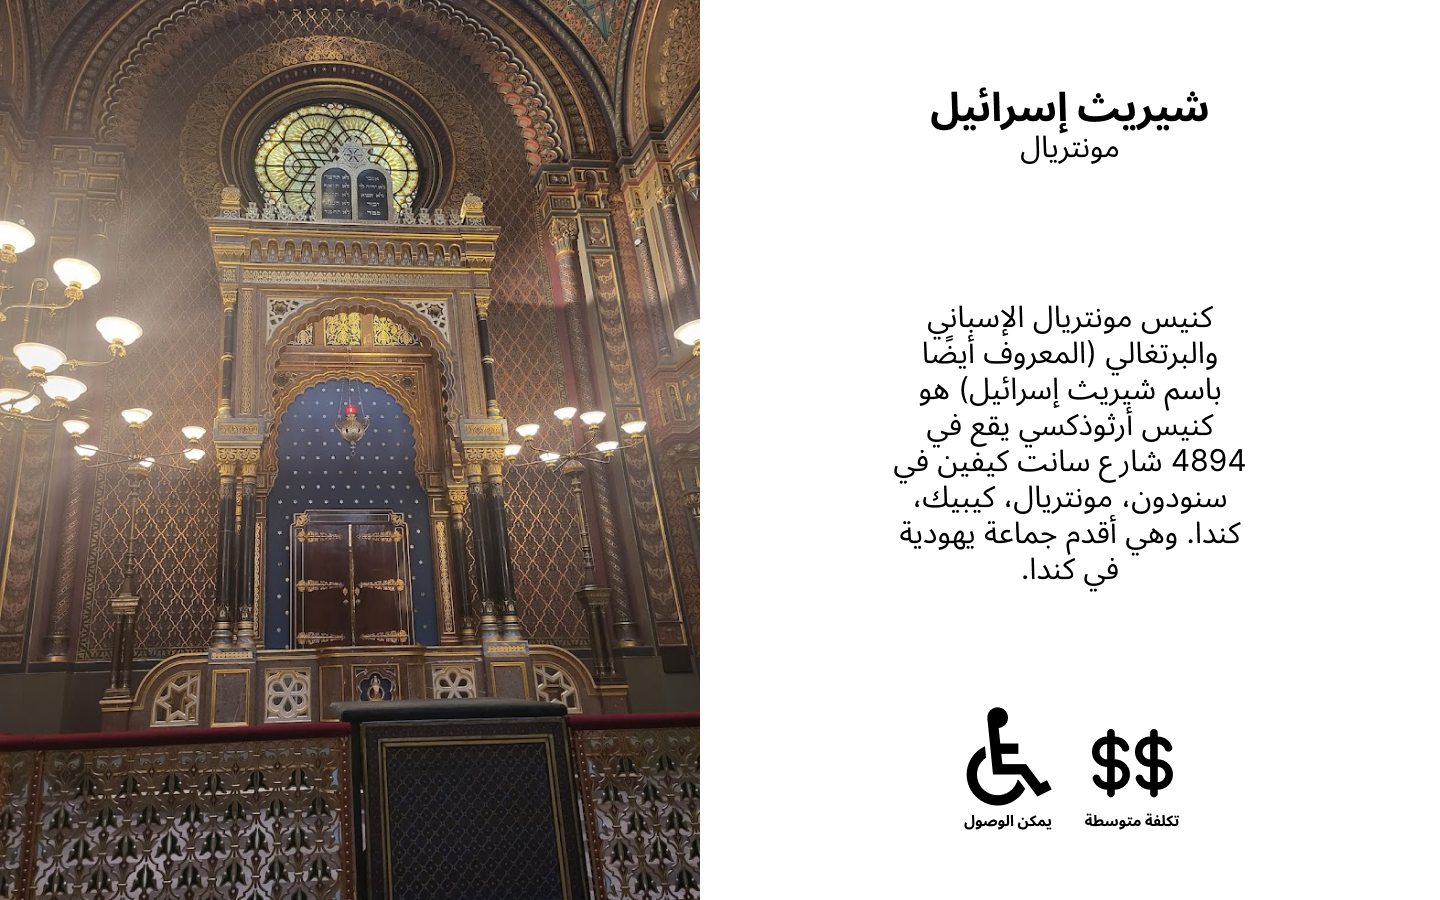 شيريث إسرائيل
مونتريال
كنيس مونتريال الإسباني
والبرتغالي (المعروف أيضًا
باسم شيريث إسرائيل) هو
كنيس أرثوذكسي يقع في
4894 شارع سانت كيفين في
سنودون، مونتريال، كيبيك،
كندا. وهي أقدم جماعة يهودية
في كندا.
يمكن الوصول
تكلفة متوسطة